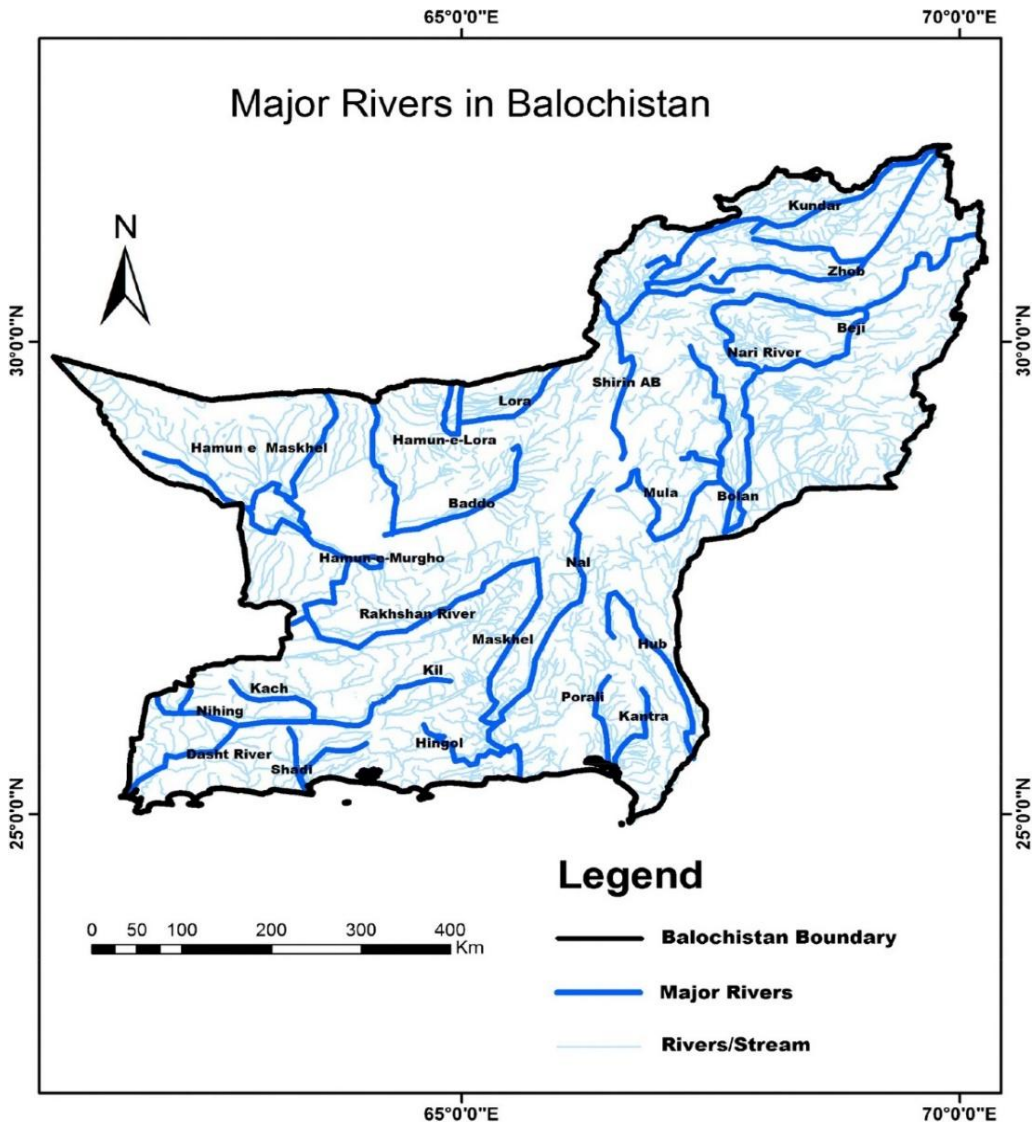 65°0'0"E
70°0'0"E
Major Rivers in Balochistan
N
Kundar
Zhob
30°0'0"N
30°0'0"N
Beji
Nari River
Shirin AB
Lora
Hamun-e-Lora
Hamun e Maskhel
Baddo
Mula
Bolan
Hamun-e-Murgho
Nal
Rakhshan River
Maskhel
Hub
Kil
Kach
Porali
Nihing
Kantra
Hingol
Dasht River
Shadi
25°0'0"N
25°0'0"N
Legend
0 50 100 200 300 400
Km
Balochistan Boundary
Major Rivers
Rivers/Stream
65°0'0"E
70°0'0"E